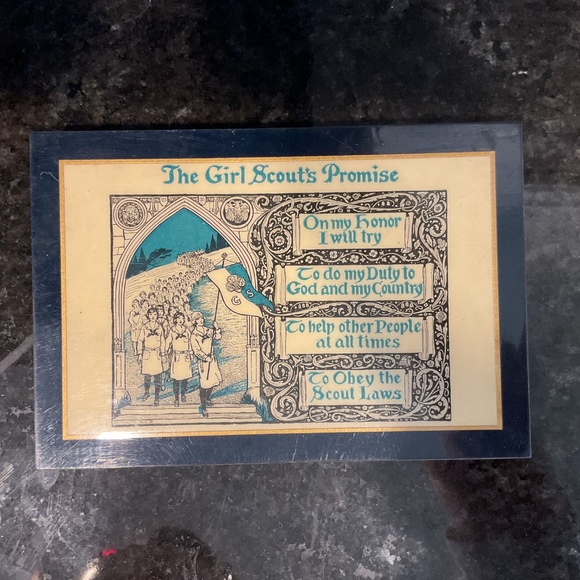 The Girl Scout's Promise
On my honor
I will try
To do my Duty to
God and my Country
To help other People
at all times
To Obey the
Scout Laws